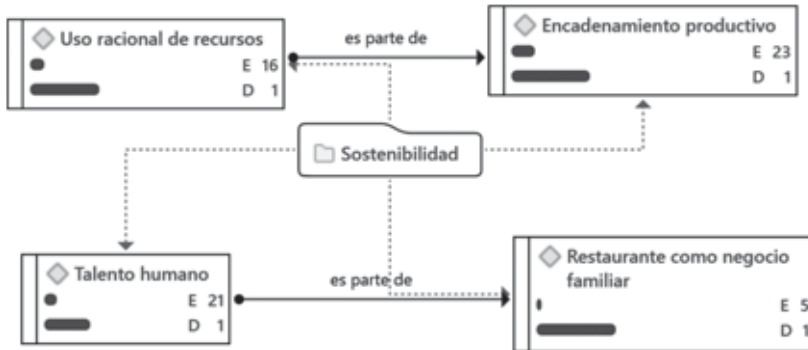 Uso racional de recursos
E 16
D 1
es parte de
Encadenamiento productivo
E 23
D 1
Sostenibilidad
Talento humano
E 21
D 1
es parte de
Restaurante como negocio
familiar
E 5
D 1